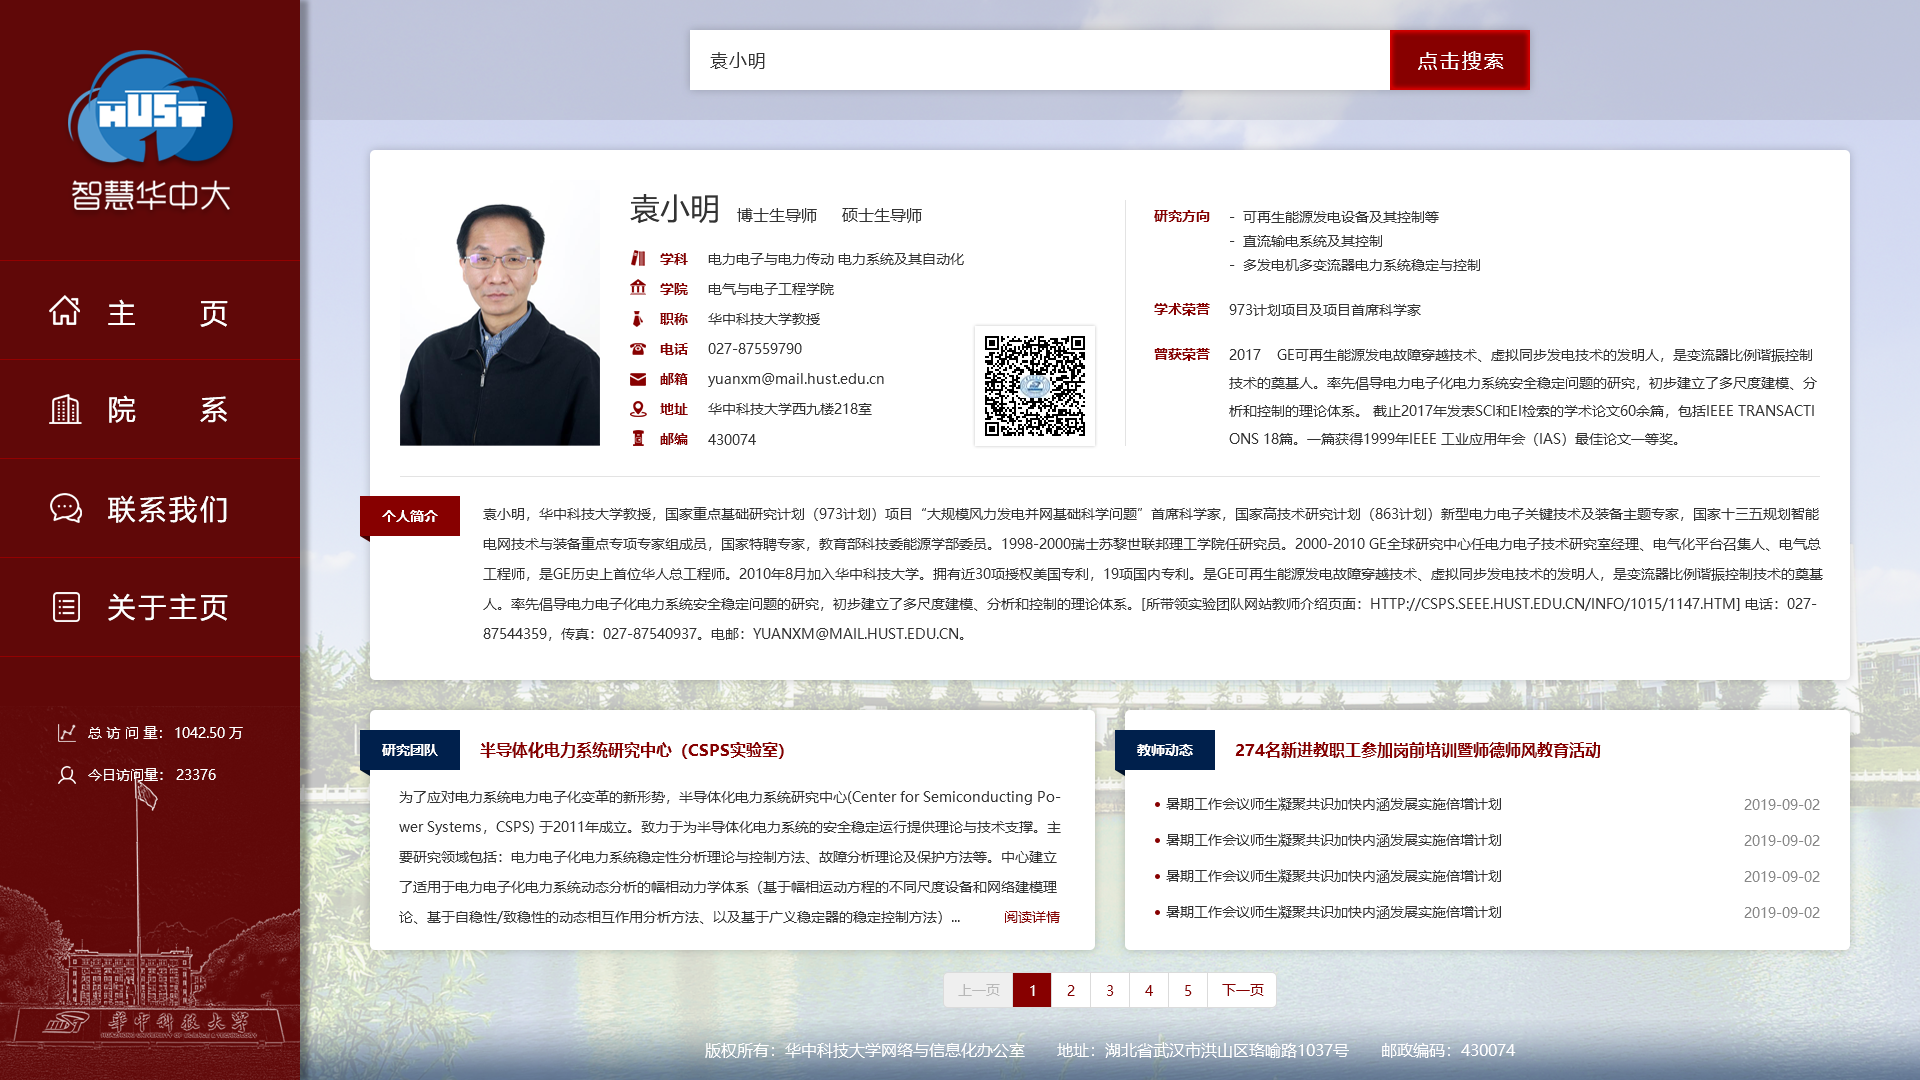 HUST
智慧华中大
主 页
院 系
联系我们
关于主页
总 访 问 量： 1042.50 万
今日访问量： 23376
华中科技大学
袁小明
点击搜索
袁小明 博士生导师 硕士生导师
学科 电力电子与电力传动 电力系统及其自动化
学院 电气与电子工程学院
职称 华中科技大学教授
电话 027-87559790
邮箱 yuanxm@mail.hust.edu.cn
地址 华中科技大学西九楼218室
邮编 430074
研究方向 - 可再生能源发电设备及其控制等
- 直流输电系统及其控制
- 多发电机多变流器电力系统稳定与控制
学术荣誉 973计划项目及项目首席科学家
曾获荣誉 2017 GE可再生能源发电故障穿越技术、虚拟同步发电技术的发明人，是变流器比例谐振控制
技术的奠基人。率先倡导电力电子化电力系统安全稳定问题的研究，初步建立了多尺度建模、分
析和控制的理论体系。 截止2017年发表SCI和EI检索的学术论文60余篇，包括IEEE TRANSACTI
ONS 18篇。一篇获得1999年IEEE 工业应用年会（IAS）最佳论文一等奖。
个人简介
袁小明，华中科技大学教授，国家重点基础研究计划（973计划）项目“大规模风力发电并网基础科学问题”首席科学家，国家高技术研究计划（863计划）新型电力电子关键技术及装备主题专家，国家十三五规划智能
电网技术与装备重点专项专家组成员，国家特聘专家，教育部科技委能源学部委员。1998-2000瑞士苏黎世联邦理工学院任研究员。2000-2010 GE全球研究中心任电力电子技术研究室经理、电气化平台召集人、电气总
工程师，是GE历史上首位华人总工程师。2010年8月加入华中科技大学。拥有近30项授权美国专利，19项国内专利。是GE可再生能源发电故障穿越技术、虚拟同步发电技术的发明人，是变流器比例谐振控制技术的奠基
人。率先倡导电力电子化电力系统安全稳定问题的研究，初步建立了多尺度建模、分析和控制的理论体系。[所带领实验团队网站教师介绍页面：HTTP://CSPS.SEEE.HUST.EDU.CN/INFO/1015/1147.HTM] 电话：027-
87544359，传真：027-87540937。电邮：YUANXM@MAIL.HUST.EDU.CN。
研究团队
半导体化电力系统研究中心（CSPS实验室）
为了应对电力系统电力电子化变革的新形势，半导体化电力系统研究中心(Center for Semiconducting Po-
wer Systems，CSPS) 于2011年成立。致力于为半导体化电力系统的安全稳定运行提供理论与技术支撑。主
要研究领域包括：电力电子化电力系统稳定性分析理论与控制方法、故障分析理论及保护方法等。中心建立
了适用于电力电子化电力系统动态分析的幅相动力学体系（基于幅相运动方程的不同尺度设备和网络建模理
论、基于自稳性/致稳性的动态相互作用分析方法、以及基于广义稳定器的稳定控制方法）... 阅读详情
教师动态
274名新进教职工参加岗前培训暨师德师风教育活动
• 暑期工作会议师生凝聚共识加快内涵发展实施倍增计划 2019-09-02
• 暑期工作会议师生凝聚共识加快内涵发展实施倍增计划 2019-09-02
• 暑期工作会议师生凝聚共识加快内涵发展实施倍增计划 2019-09-02
• 暑期工作会议师生凝聚共识加快内涵发展实施倍增计划 2019-09-02
上一页 1 2 3 4 5 下一页
版权所有：华中科技大学网络与信息化办公室 地址：湖北省武汉市洪山区珞喻路1037号 邮政编码：430074